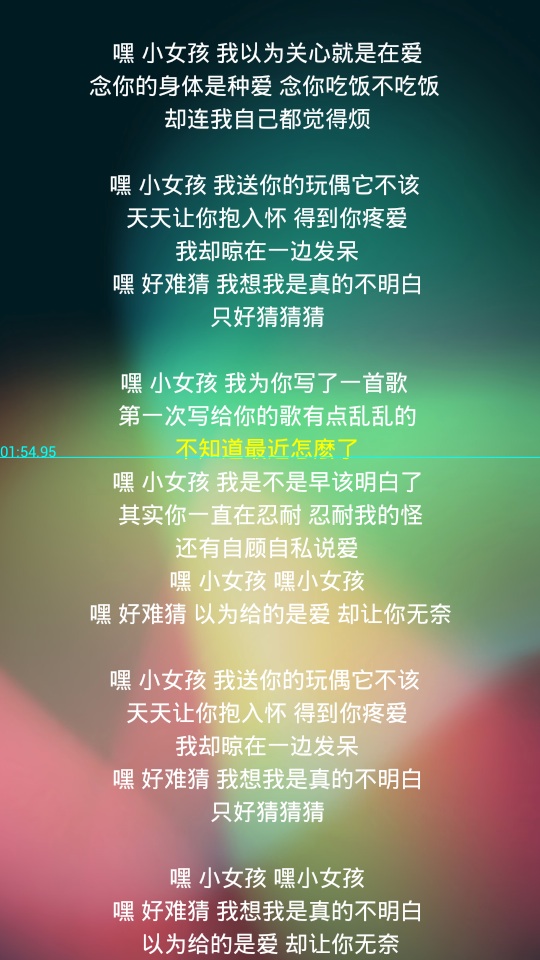 嘿 小女孩 我以为关心就是在爱
念你的身体是种爱 念你吃饭不吃饭
却连我自己都觉得烦
嘿 小女孩 我送你的玩偶它不该
天天让你抱入怀 得到你疼爱
我却晾在一边发呆
嘿 好难猜 我想我是真的不明白
只好猜猜猜
嘿 小女孩 我为你写了一首歌
第一次写给你的歌有点乱乱的
不知道最近怎麽了
01:54.95
嘿 小女孩 我是不是早该明白了
其实你一直在忍耐 忍耐我的怪
还有自顾自私说爱
嘿 小女孩 嘿小女孩
嘿 好难猜 以为给的是爱 却让你无奈
嘿 小女孩 我送你的玩偶它不该
天天让你抱入怀 得到你疼爱
我却晾在一边发呆
嘿 好难猜 我想我是真的不明白
只好猜猜猜
嘿 小女孩 嘿小女孩
嘿 好难猜 我想我是真的不明白
以为给的是爱 却让你无奈